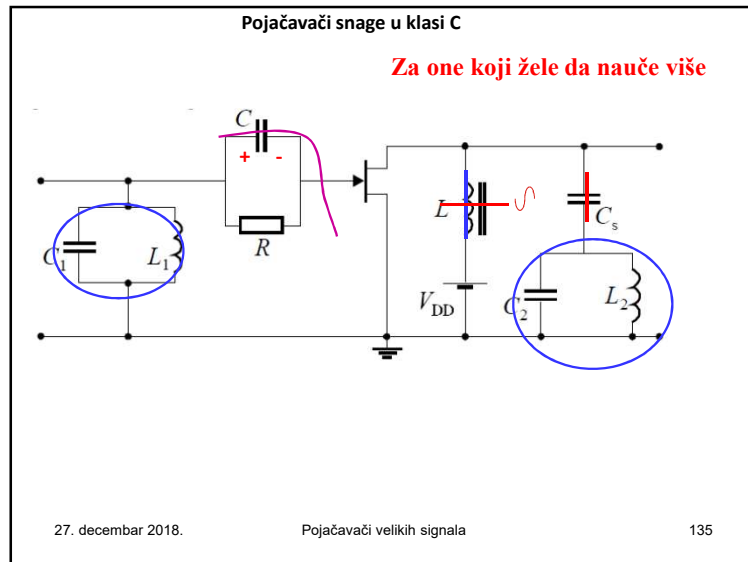 Pojačavači snage u klasi C
Za one koji žele da nauče više
C
+ -
R
C1
L1
L
Cs
VDD
C2
L2
27. decembar 2018.
Pojačavači velikih signala
135